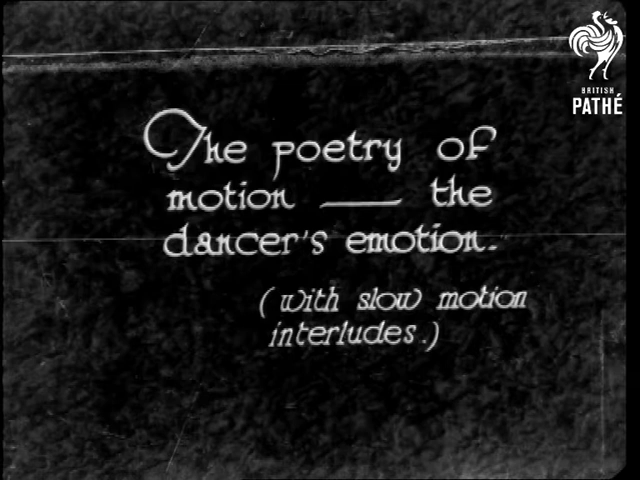 BRITISH
PATHÉ
The poetry of
motion — the
dancer's emotion.
(with slow motion
interludes.)